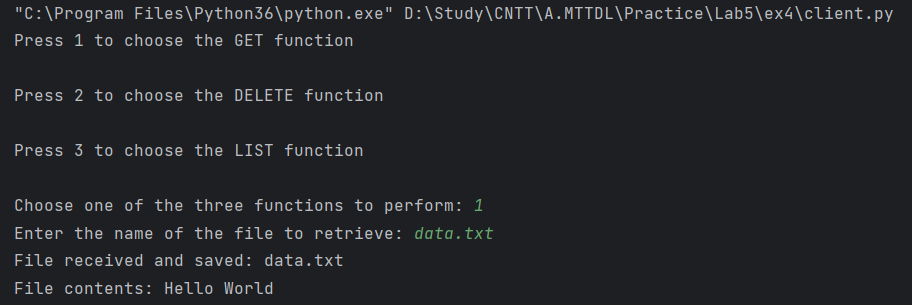 "C:\Program Files\Python36\python.exe" D:\Study\CNTT\A.MTTDL\Practice\Lab5\ex4\client.py
Press 1 to choose the GET function
Press 2 to choose the DELETE function
Press 3 to choose the LIST function
Choose one of the three functions to perform: 1
Enter the name of the file to retrieve: data.txt
File received and saved: data.txt
File contents: Hello World